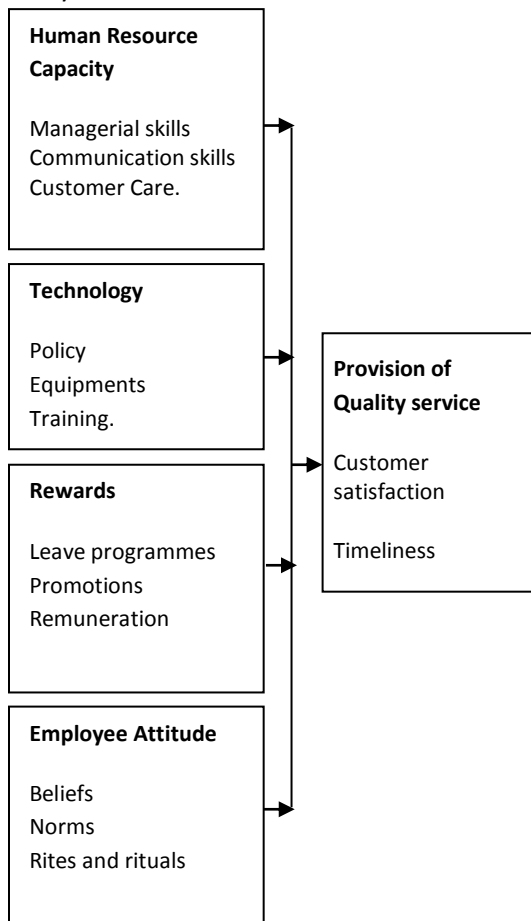 Human Resource
Capacity
Managerial skills
Communication skills
Customer Care.
Technology
Policy
Equipments
Training.
Rewards
Leave programmes
Promotions
Remuneration
Employee Attitude
Beliefs
Norms
Rites and rituals
Provision of
Quality service
Customer
satisfaction
Timeliness